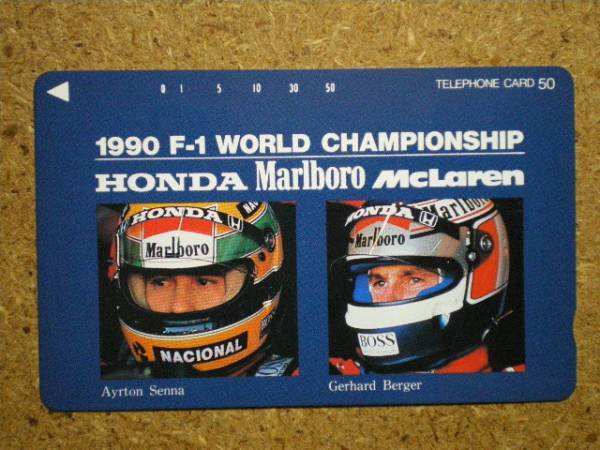 0 1 5 10 30 50 TELEPHONE CARD 50
1990 F-1 WORLD CHAMPIONSHIP
HONDA Marlboro McLaren
HONDA
Marlboro
NACIONAL
HONDA
Marlboro
Marlboro
BOSS
Ayrton Senna
Gerhard Berger